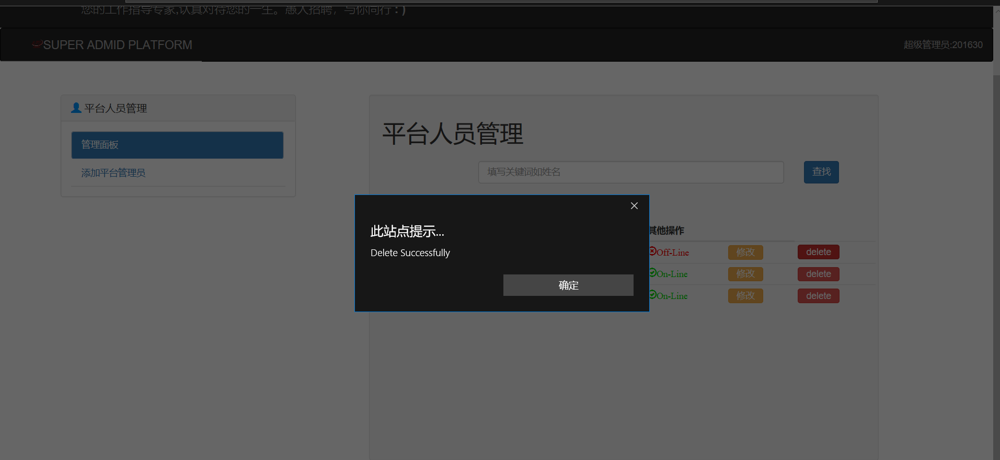 您的工作指导专家,认真对待您的一生。愚人招聘，与你同行 : )
SUPER ADMID PLATFORM
超级管理员:201630
平台人员管理
管理面板
添加平台管理员
平台人员管理
填写关键词如姓名
查找
此站点提示...
Delete Successfully
确定
其他操作
Off-Line 修改 delete
On-Line 修改 delete
On-Line 修改 delete